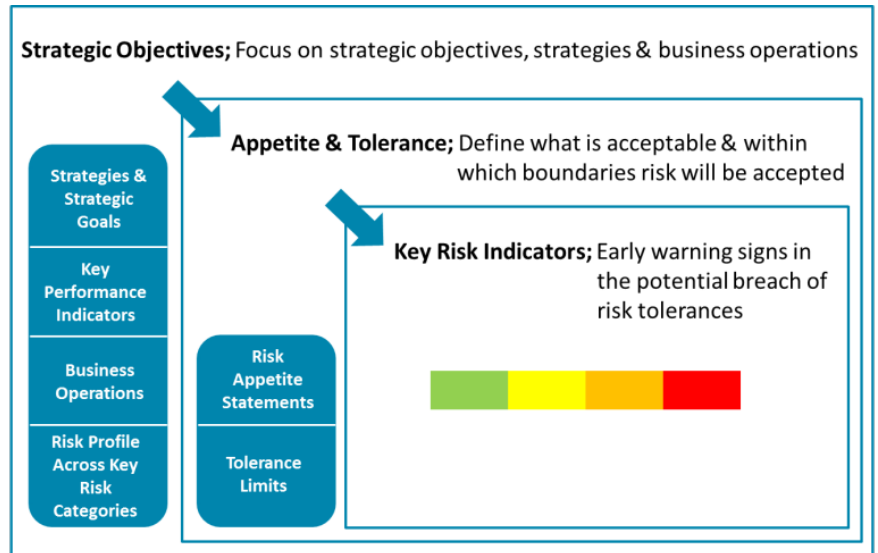 Strategic Objectives; Focus on strategic objectives, strategies & business operations
Appetite & Tolerance; Define what is acceptable & within
which boundaries risk will be accepted
Key Risk Indicators; Early warning signs in
the potential breach of
risk tolerances
Strategies &
Strategic
Goals
Key
Performance
Indicators
Business
Operations
Risk Profile
Across Key
Risk
Categories
Risk
Appetite
Statements
Tolerance
Limits